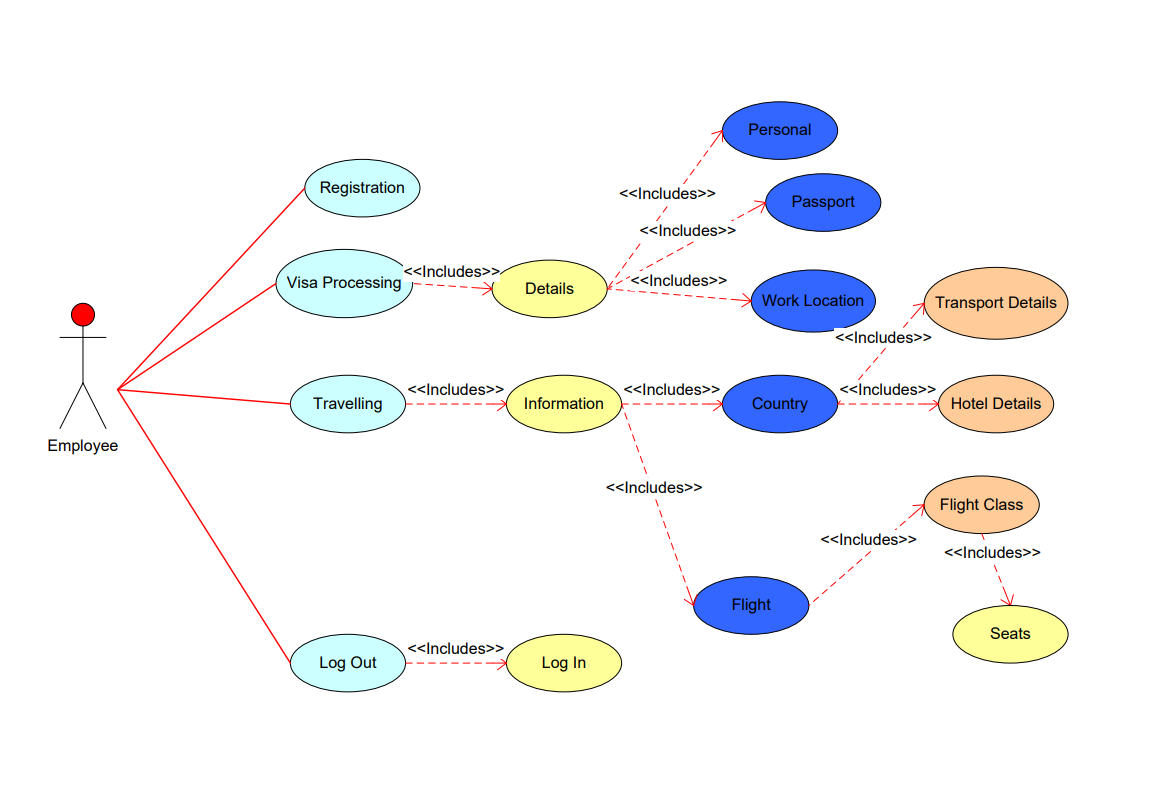 Personal
<<Includes>>
Registration
Passport
<<Includes>>
Visa Processing
<<Includes>>
Details
<<Includes>>
Work Location
Transport Details
<<Includes>>
Employee
Travelling
<<Includes>>
Information
<<Includes>>
Country
<<Includes>>
Hotel Details
<<Includes>>
Flight Class
<<Includes>>
<<Includes>>
Flight
Seats
Log Out
<<Includes>>
Log In